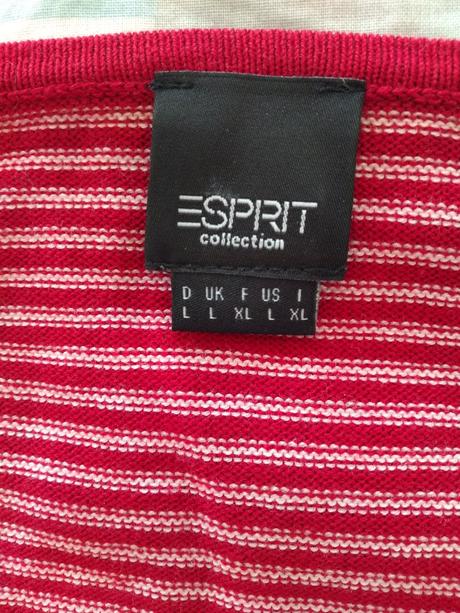 ESPRIT
collection
D UK F US I
L L XL L XL